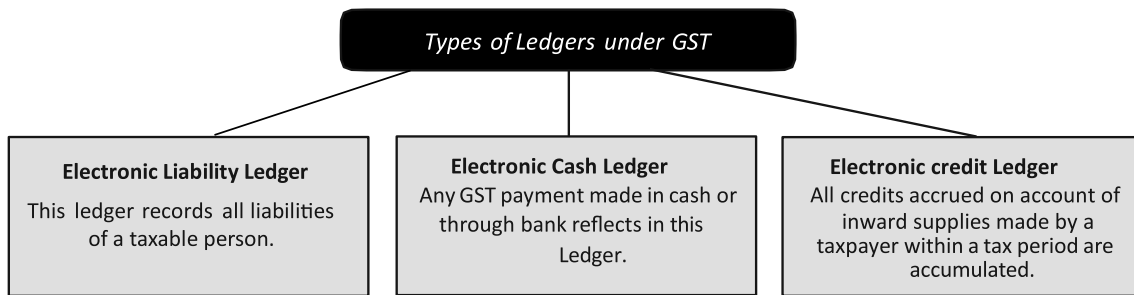 Types of Ledgers under GST
Electronic Liability Ledger
This ledger records all liabilities
of a taxable person.
Electronic Cash Ledger
Any GST payment made in cash or
through bank reflects in this
Ledger.
Electronic credit Ledger
All credits accrued on account of
inward supplies made by a
taxpayer within a tax period are
accumulated.